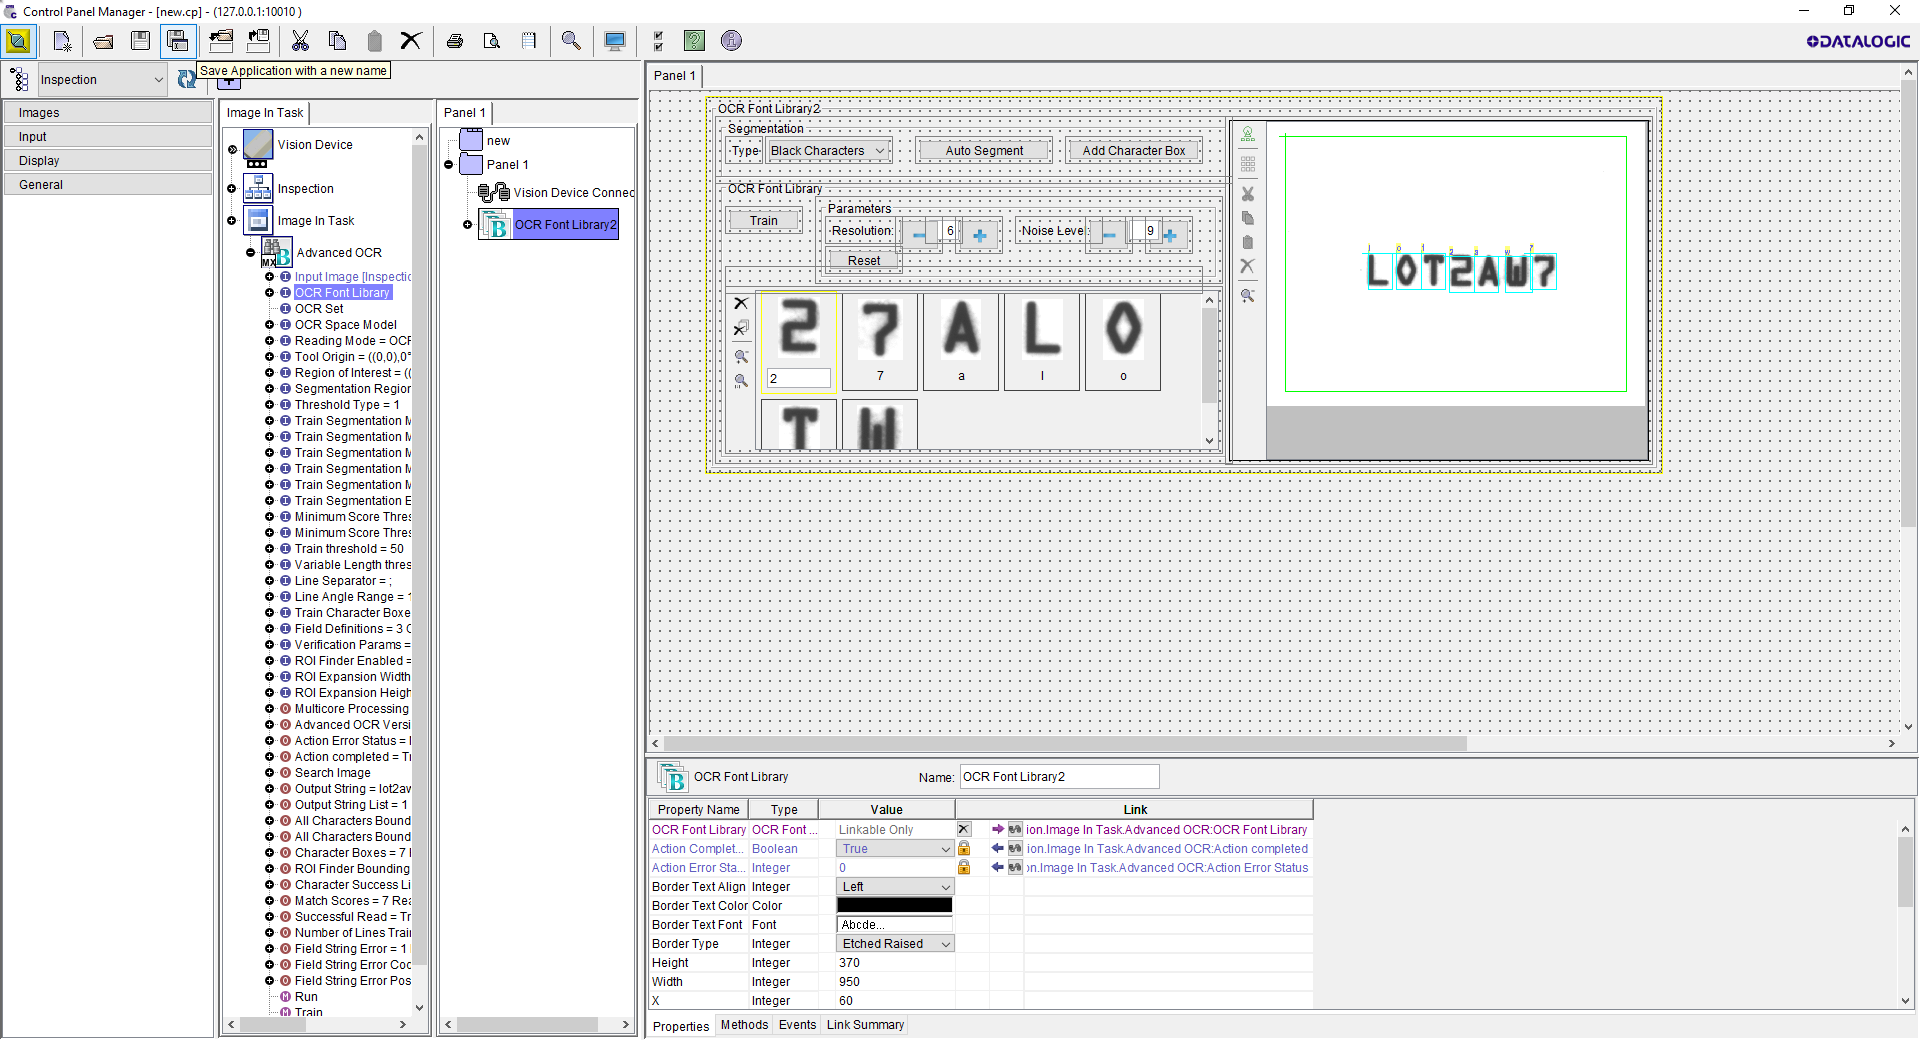 Control Panel Manager - [new.cp] - (127.0.0.1:10010 )
DATALOGIC
Save Application with a new name
Inspection
Images
Input
Display
General
Image In Task
Vision Device
Inspection
Image In Task
Advanced OCR
MX B
Input Image [Inspectic
OCR Font Library
OCR Set
OCR Space Model
Reading Mode = OCF
Tool Origin = ((0,0),0°
Region of Interest = ((
Segmentation Region
Threshold Type = 1
Train Segmentation M
Train Segmentation M
Train Segmentation M
Train Segmentation M
Train Segmentation M
Train Segmentation E
Minimum Score Thres
Minimum Score Thres
Train threshold = 50
Variable Length thres
Line Separator = ;
Line Angle Range = 1
Train Character Boxe
Field Definitions = 3 C
Verification Params =
ROI Finder Enabled =
ROI Expansion Width
ROI Expansion Heigh
Multicore Processing
Advanced OCR Versi
Action Error Status = I
Action completed = Tr
Search Image
Output String = lot2aw
Output String List = 1
All Characters Bound
All Characters Bound
Character Boxes = 7 I
ROI Finder Bounding
Character Success Li
Match Scores = 7 Rea
Successful Read = Tr
Number of Lines Trai
Field String Error = 1
Field String Error Coc
Field String Error Pos
Run
Train
Panel 1
new
Panel 1
Vision Device Connec
OCR Font Library2
Panel 1
OCR Font Library2
Segmentation
Type Black Characters Auto Segment Add Character Box
OCR Font Library
Train
Parameters
Resolution: 6 Noise Level: 9
Reset
2 7 A L O
2 7 a l o
T W
l o t 2 a w 7
LOT2AW7
OCR Font Library Name: OCR Font Library2
Property Name Type Value Link
OCR Font Library OCR Font ... Linkable Only ion.Image In Task.Advanced OCR:OCR Font Library
Action Complet... Boolean True ion.Image In Task.Advanced OCR:Action completed
Action Error Sta... Integer 0 on.Image In Task.Advanced OCR:Action Error Status
Border Text Align Integer Left
Border Text Color Color
Border Text Font Font Abcde...
Border Type Integer Etched Raised
Height Integer 370
Width Integer 950
X Integer 60
Properties Methods Events Link Summary